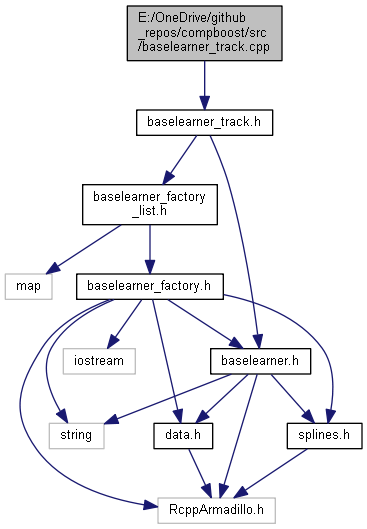 E:/OneDrive/github
_repos/compboost/src
/baselearner_track.cpp
baselearner_track.h
baselearner_factory
_list.h
map
baselearner_factory.h
iostream
baselearner.h
string
data.h
splines.h
RcppArmadillo.h